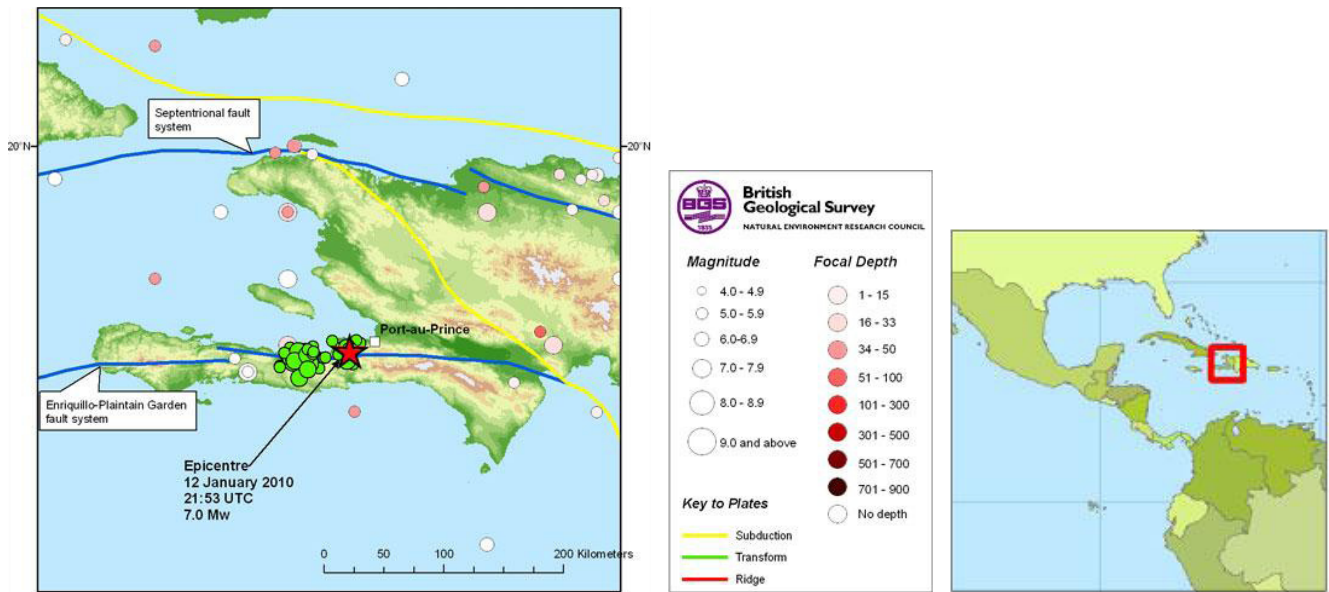 Septentrional fault
system
20°N
20°N
Port-au-Prince
Enriquillo-Plaintain Garden
fault system
Epicentre
12 January 2010
21:53 UTC
7.0 Mw
0 50 100 200 Kilometers
BGS
1835
British
Geological Survey
NATURAL ENVIRONMENT RESEARCH COUNCIL
Magnitude
4.0 - 4.9
5.0 - 5.9
6.0-6.9
7.0 - 7.9
8.0 - 8.9
9.0 and above
Focal Depth
1 - 15
16 - 33
34 - 50
51 - 100
101 - 300
301 - 500
501 - 700
701 - 900
No depth
Key to Plates
Subduction
Transform
Ridge